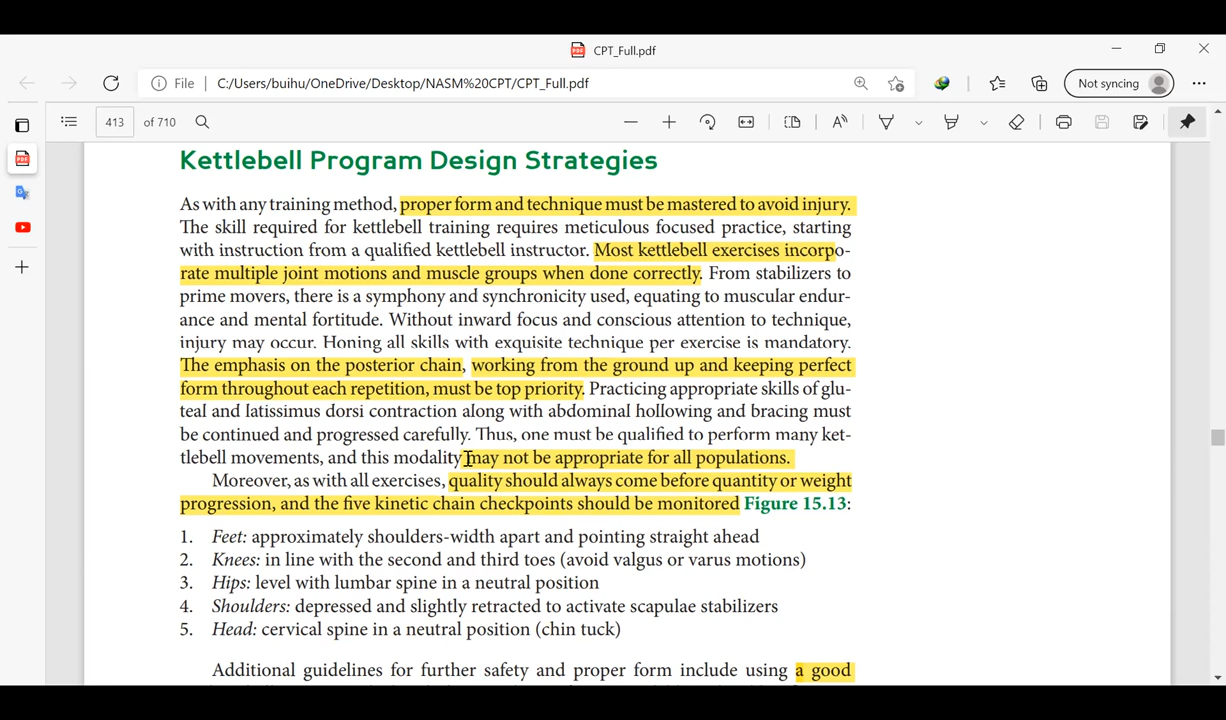 CPT_Full.pdf
File | C:/Users/buihu/OneDrive/Desktop/NASM%20CPT/CPT_Full.pdf
Not syncing
413 of 710
Kettlebell Program Design Strategies
As with any training method, proper form and technique must be mastered to avoid injury.
The skill required for kettlebell training requires meticulous focused practice, starting
with instruction from a qualified kettlebell instructor. Most kettlebell exercises incorpo-
rate multiple joint motions and muscle groups when done correctly. From stabilizers to
prime movers, there is a symphony and synchronicity used, equating to muscular endur-
ance and mental fortitude. Without inward focus and conscious attention to technique,
injury may occur. Honing all skills with exquisite technique per exercise is mandatory.
The emphasis on the posterior chain, working from the ground up and keeping perfect
form throughout each repetition, must be top priority. Practicing appropriate skills of glu-
teal and latissimus dorsi contraction along with abdominal hollowing and bracing must
be continued and progressed carefully. Thus, one must be qualified to perform many ket-
tlebell movements, and this modality may not be appropriate for all populations.
Moreover, as with all exercises, quality should always come before quantity or weight
progression, and the five kinetic chain checkpoints should be monitored Figure 15.13:
1. Feet: approximately shoulders-width apart and pointing straight ahead
2. Knees: in line with the second and third toes (avoid valgus or varus motions)
3. Hips: level with lumbar spine in a neutral position
4. Shoulders: depressed and slightly retracted to activate scapulae stabilizers
5. Head: cervical spine in a neutral position (chin tuck)
Additional guidelines for further safety and proper form include using a good